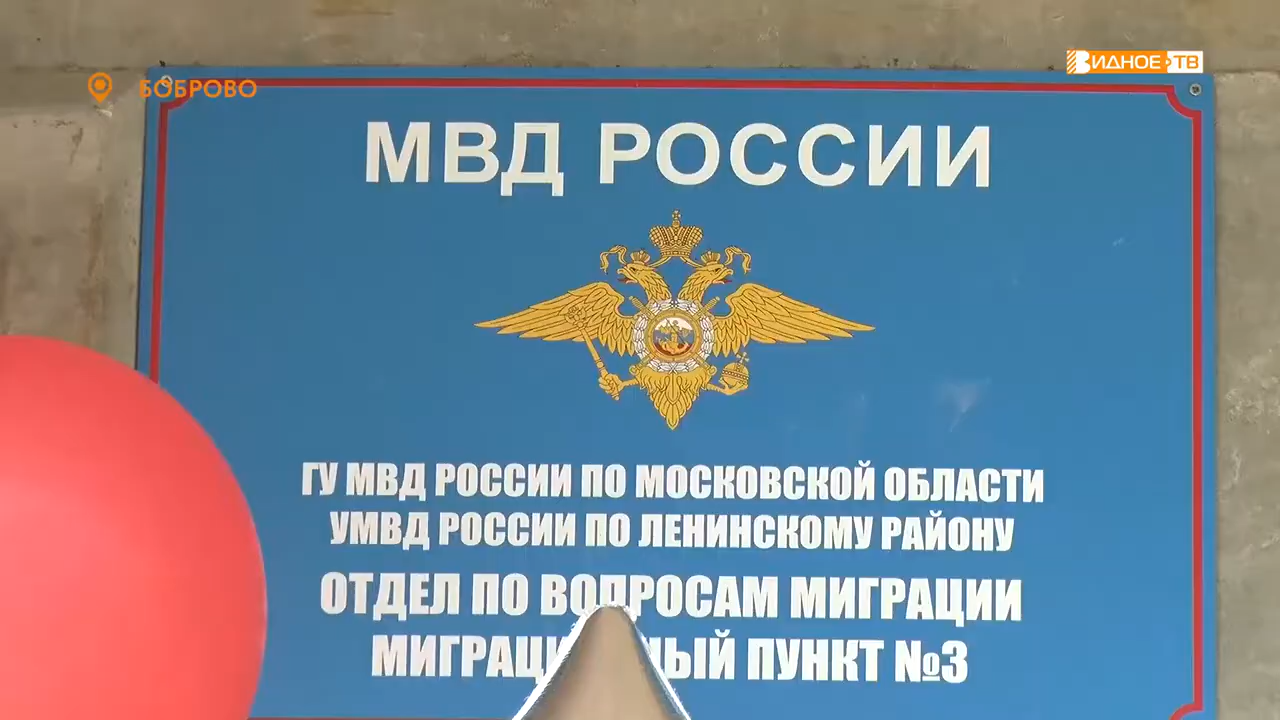 БОБРОВО
ВИДНОЕ ТВ
МВД РОССИИ
ГУ МВД РОССИИ ПО МОСКОВСКОЙ ОБЛАСТИ
УМВД РОССИИ ПО ЛЕНИНСКОМУ РАЙОНУ
ОТДЕЛ ПО ВОПРОСАМ МИГРАЦИИ
ПУНКТ №3